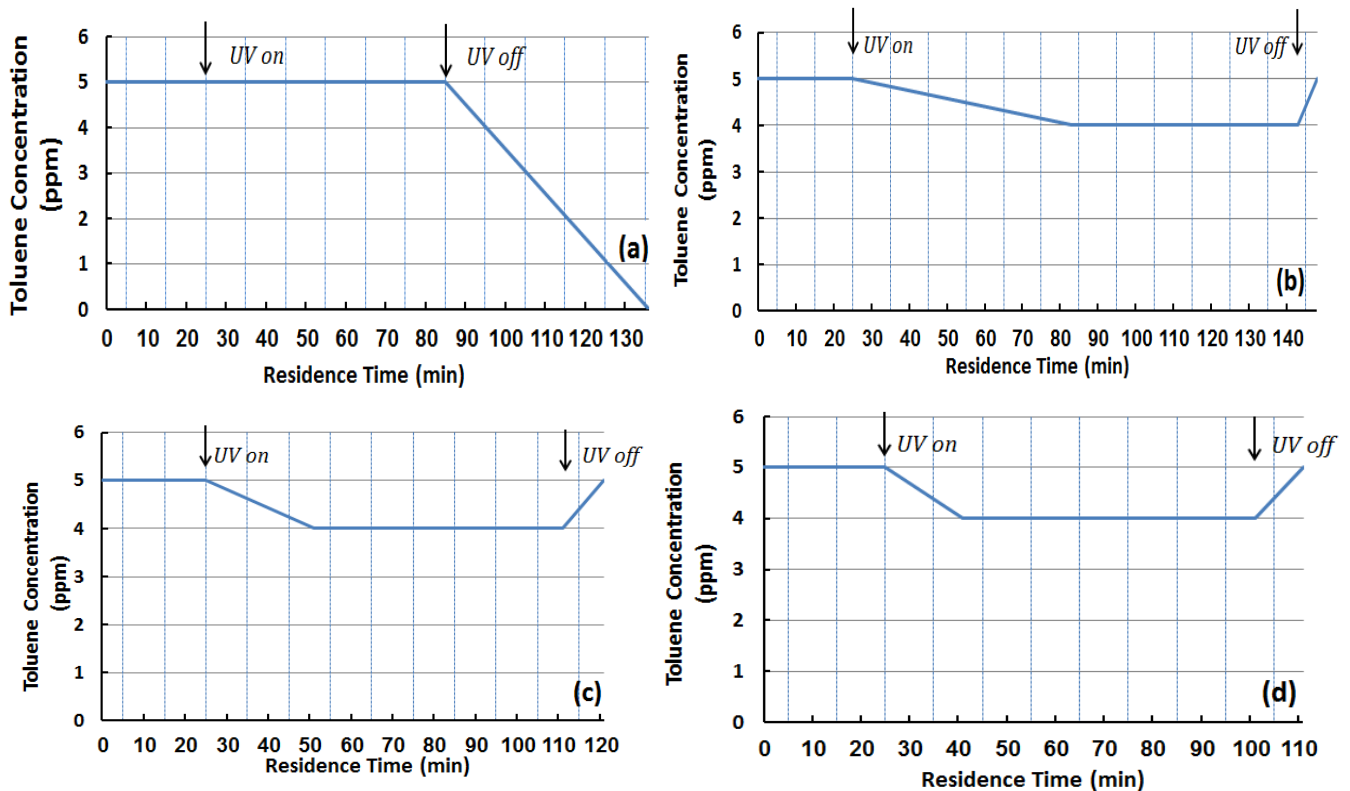 Toluene Concentration
(ppm)
6
5
4
3
2
1
0
UV on
UV off
(a)
0 10 20 30 40 50 60 70 80 90 100 110 120 130
Residence Time (min)
Toluene Concentration
(ppm)
6
5
4
3
2
1
0
UV on
UV off
(b)
0 10 20 30 40 50 60 70 80 90 100 110 120 130 140
Residence Time (min)
Toluene Concentration
(ppm)
6
5
4
3
2
1
0
UV on
UV off
(c)
0 10 20 30 40 50 60 70 80 90 100 110 120
Residence Time (min)
Toluene Concentration
(ppm)
6
5
4
3
2
1
0
UV on
UV off
(d)
0 10 20 30 40 50 60 70 80 90 100 110
Residence Time (min)